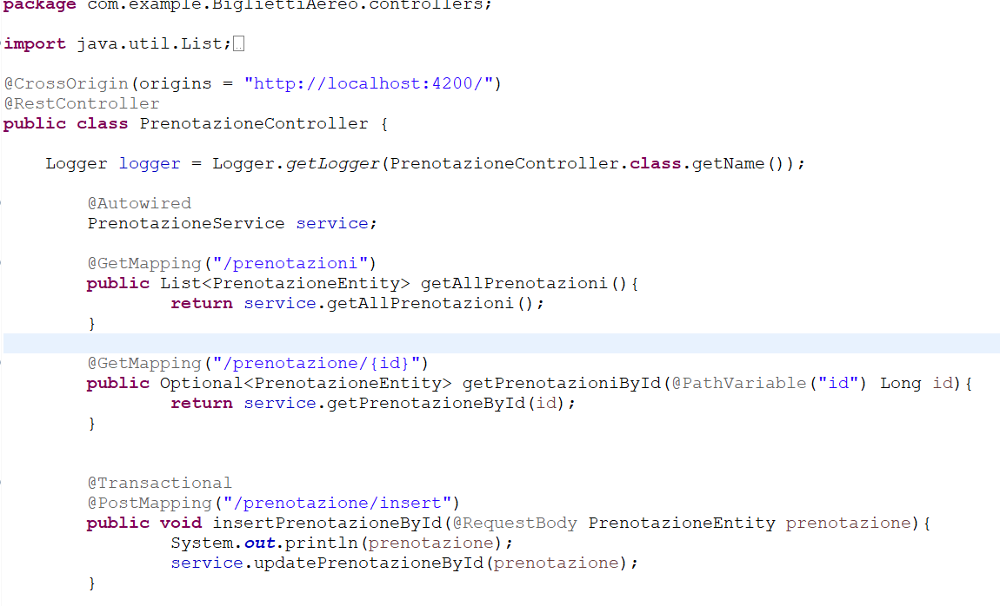 package com.example.BigliettiAereo.controllers;
import java.util.List;
@CrossOrigin(origins = "http://localhost:4200/")
@RestController
public class PrenotazioneController {
Logger logger = Logger.getLogger(PrenotazioneController.class.getName());
@Autowired
PrenotazioneService service;
@GetMapping("/prenotazioni")
public List<PrenotazioneEntity> getAllPrenotazioni(){
return service.getAllPrenotazioni();
}
@GetMapping("/prenotazione/{id}")
public Optional<PrenotazioneEntity> getPrenotazioniById(@PathVariable("id") Long id){
return service.getPrenotazioneById(id);
}
@Transactional
@PostMapping("/prenotazione/insert")
public void insertPrenotazioneById(@RequestBody PrenotazioneEntity prenotazione){
System.out.println(prenotazione);
service.updatePrenotazioneById(prenotazione);
}